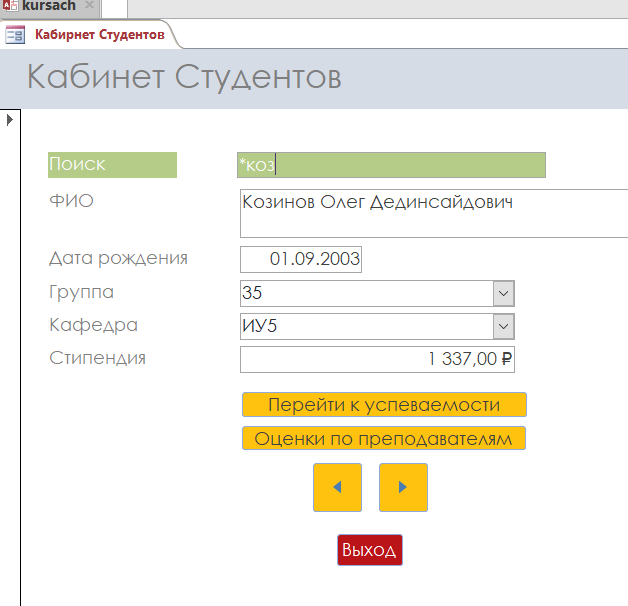 kursach
Кабирнет Студентов
Кабинет Студентов
Поиск *коз
ФИО Козинов Олег Дединсайдович
Дата рождения 01.09.2003
Группа 35
Кафедра ИУ5
Стипендия 1 337,00 ₽
Перейти к успеваемости
Оценки по преподавателям
Выход